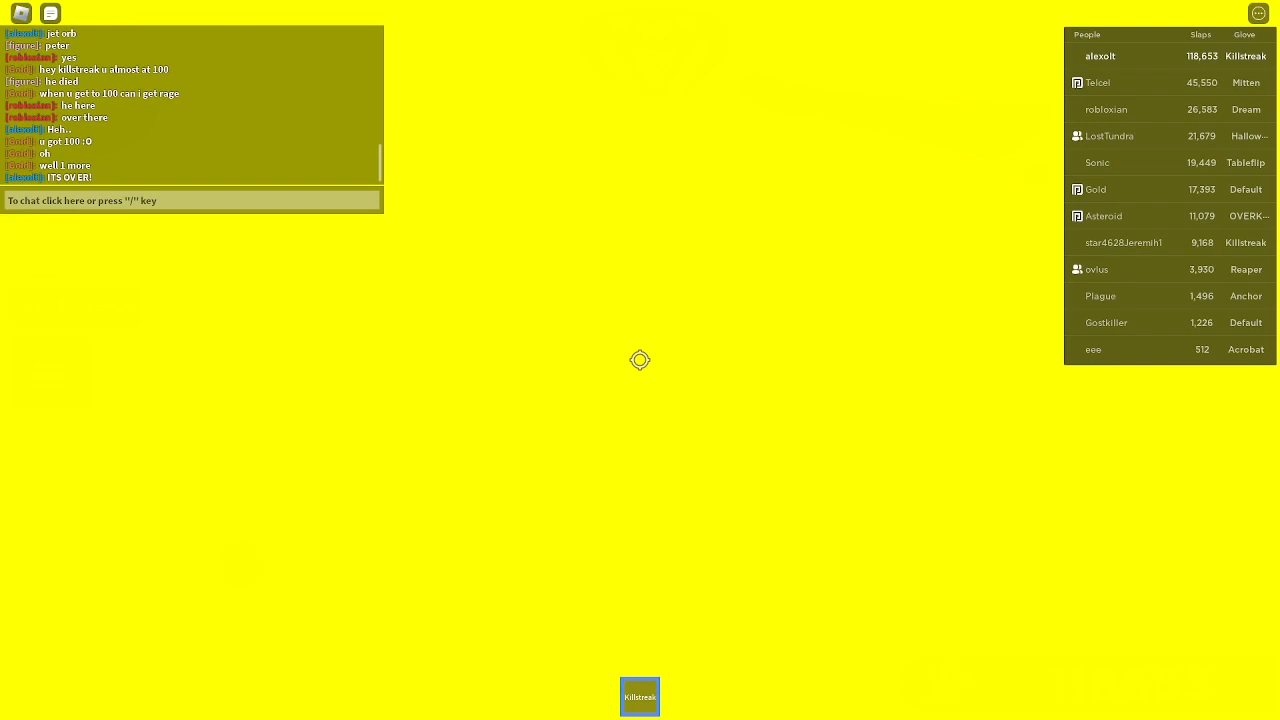 [alexolt]: jet orb
[figure]: peter
[robloxian]: yes
[Gold]: hey killstreak u almost at 100
[figure]: he died
[Gold]: when u get to 100 can i get rage
[robloxian]: he here
[robloxian]: over there
[alexolt]: Heh..
[Gold]: u got 100 :O
[Gold]: oh
[Gold]: well 1 more
[alexolt]: ITS OVER!
To chat click here or press "/" key
People Slaps Glove
alexolt 118,653 Killstreak
Telcel 45,550 Mitten
robloxian 26,583 Dream
LostTundra 21,679 Hallow...
Sonic 19,449 Tableflip
Gold 17,393 Default
Asteroid 11,079 OVERK...
star4628Jeremih1 9,168 Killstreak
ovlus 3,930 Reaper
Plague 1,496 Anchor
Gostkiller 1,226 Default
eee 512 Acrobat
Killstreak